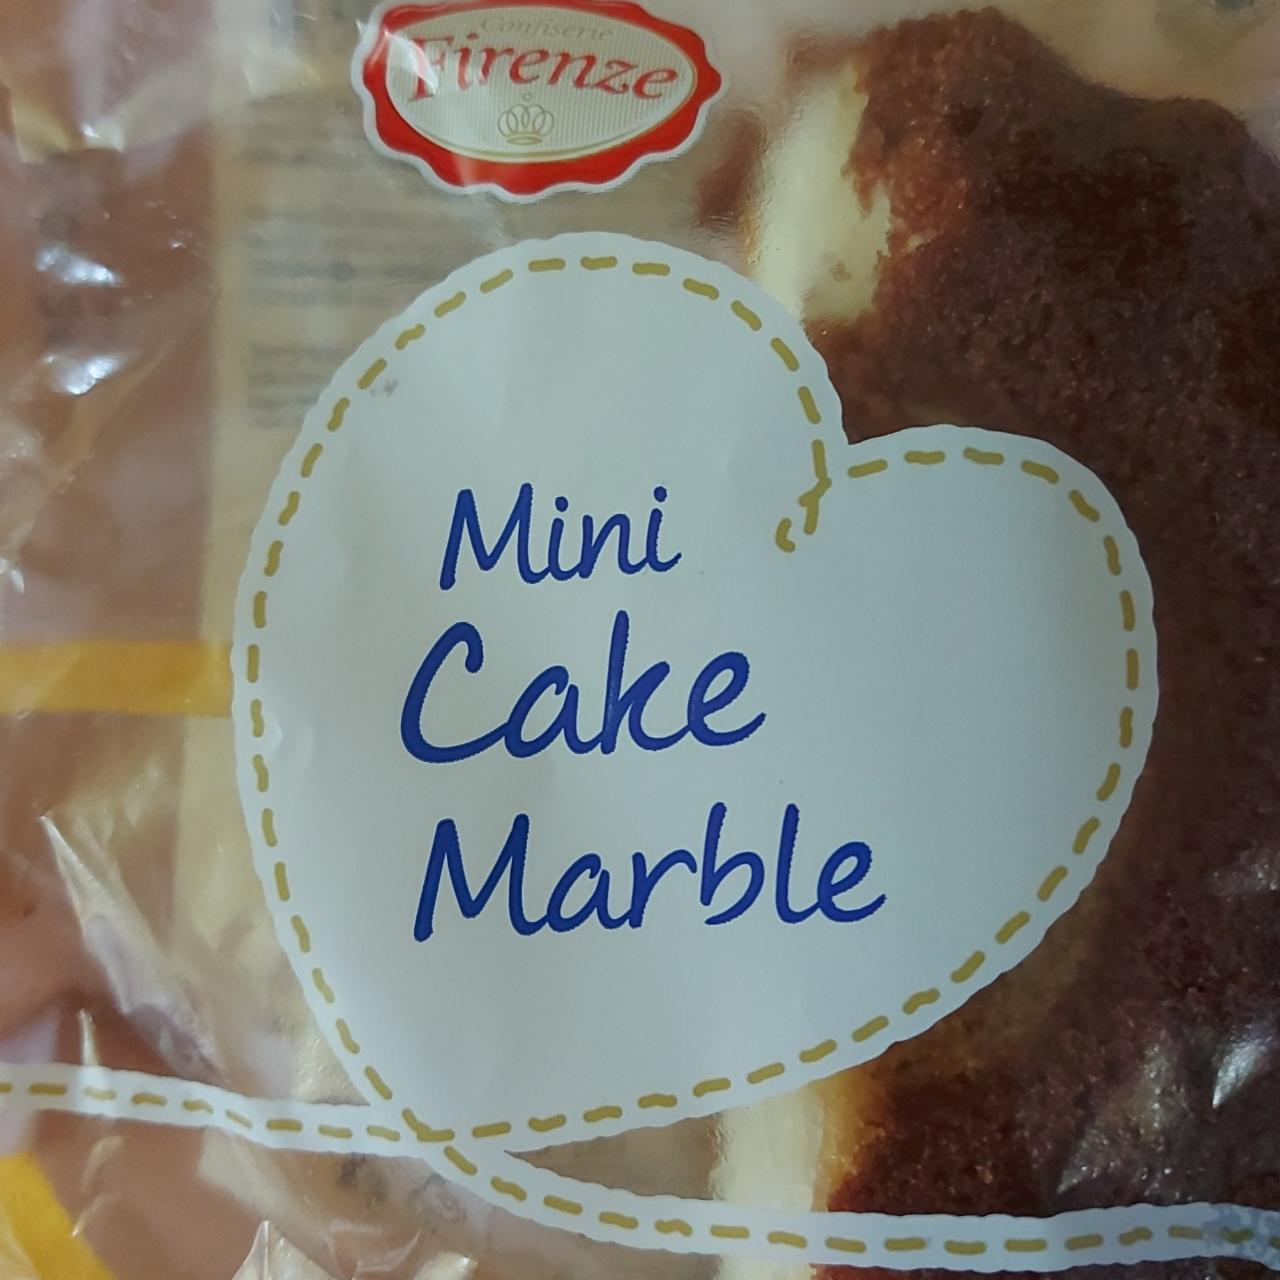 Confiserie
Firenze
Mini
Cake
Marble